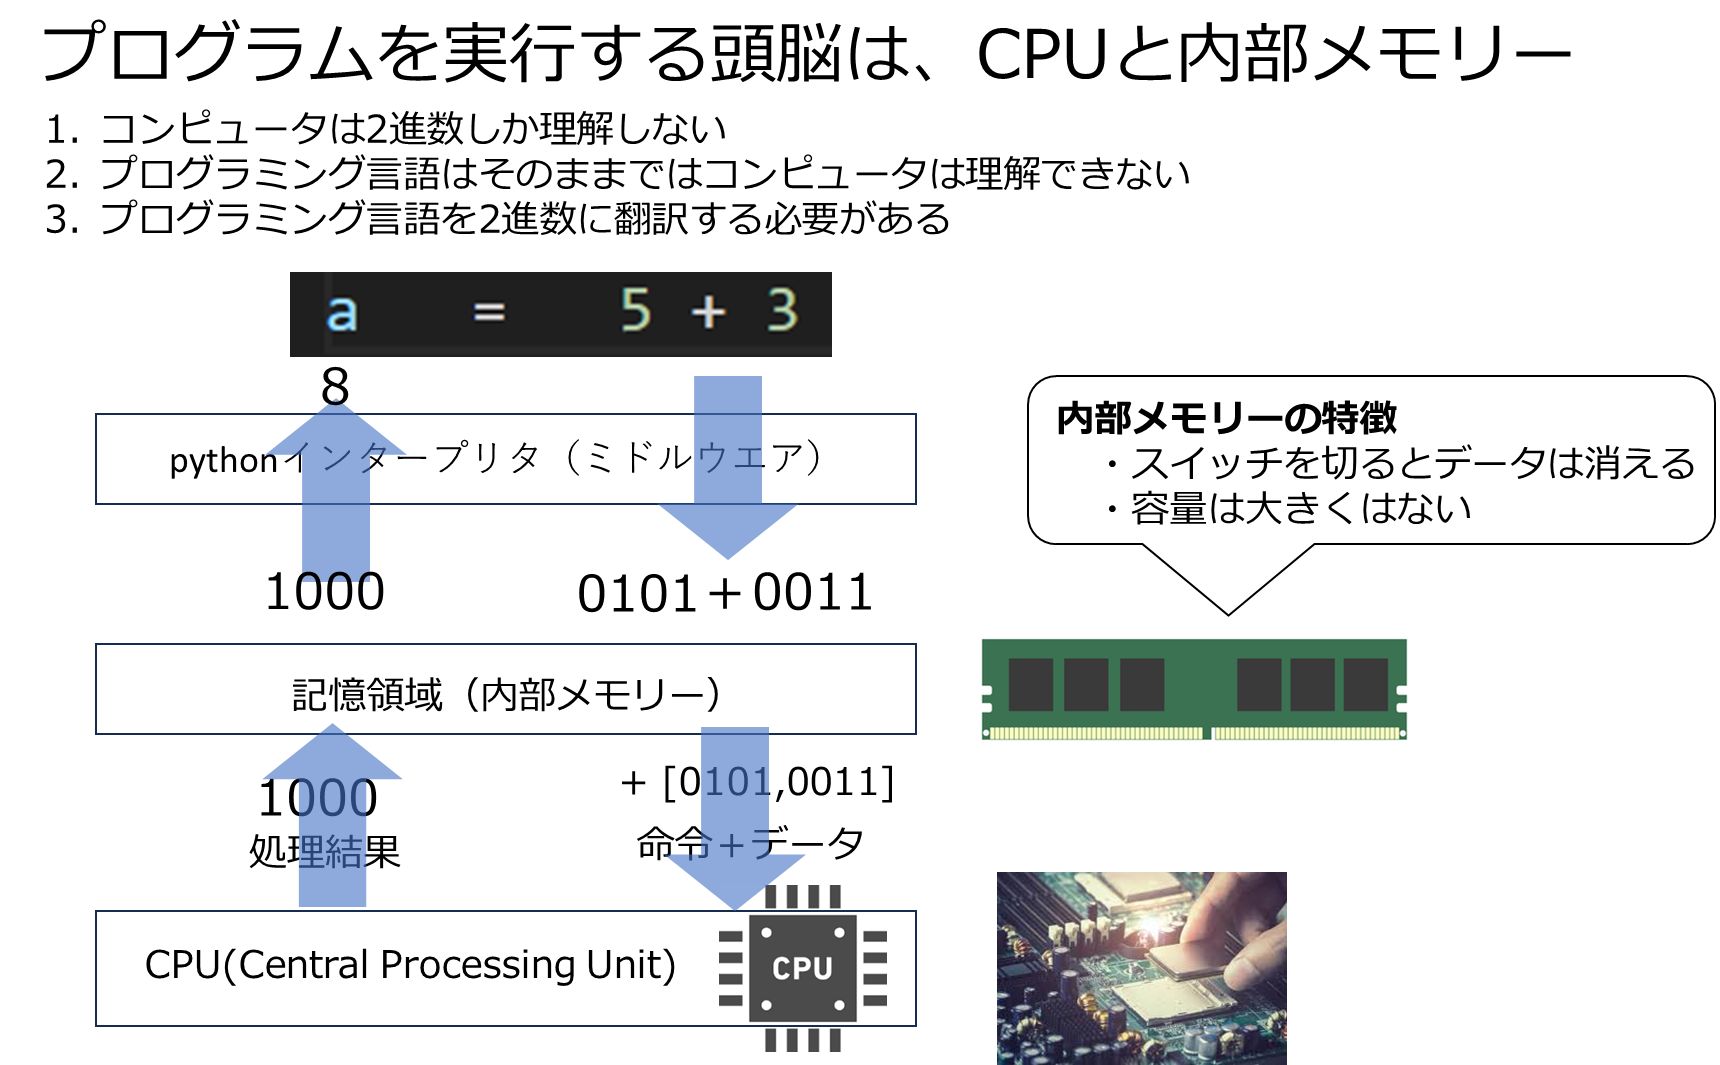 プログラムを実行する頭脳は、CPUと内部メモリー
1. コンピュータは2進数しか理解しない
2. プログラミング言語はそのままではコンピュータは理解できない
3. プログラミング言語を2進数に翻訳する必要がある
a = 5 + 3
8
pythonインタープリタ（ミドルウエア）
1000
0101＋0011
内部メモリーの特徴
・スイッチを切るとデータは消える
・容量は大きくはない
記憶領域（内部メモリー）
1000
処理結果
+ [0101,0011]
命令＋データ
CPU(Central Processing Unit)
CPU